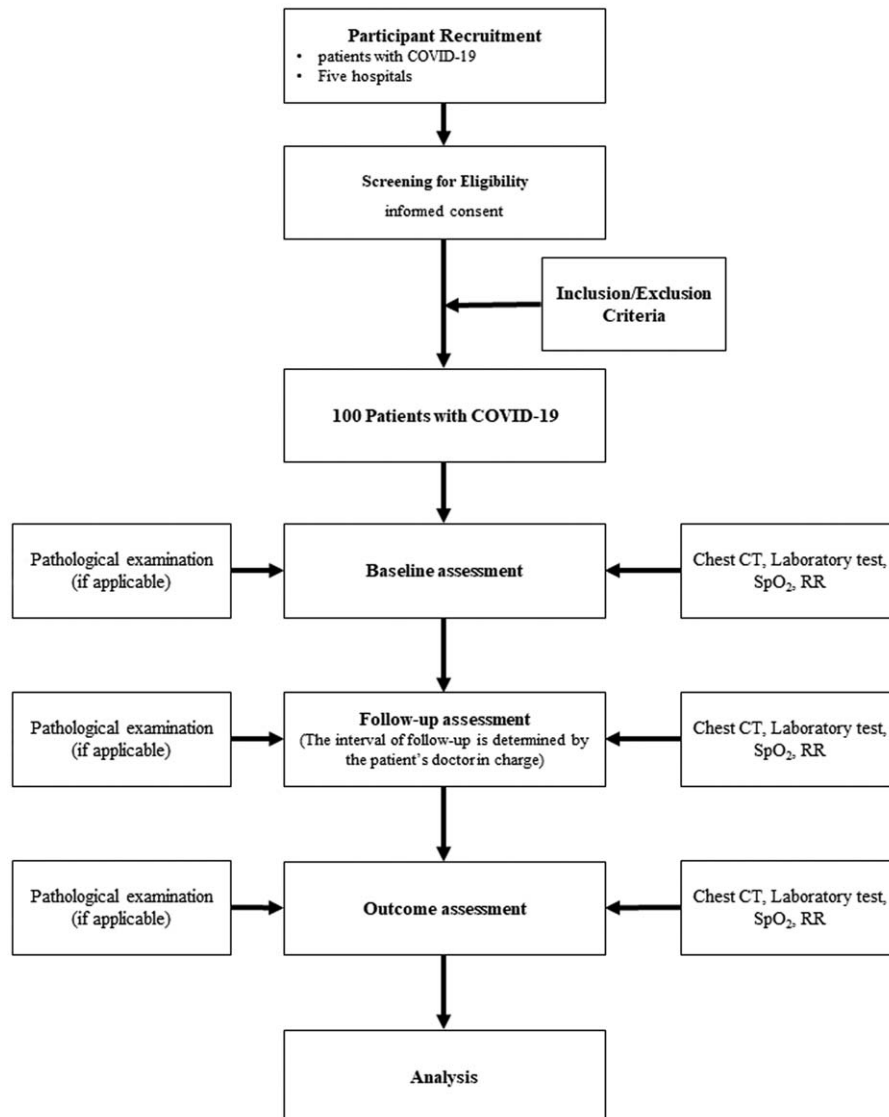 Participant Recruitment
• patients with COVID-19
• Five hospitals
Screening for Eligibility
informed consent
Inclusion/Exclusion
Criteria
100 Patients with COVID-19
Pathological examination
(if applicable)
Baseline assessment
Chest CT, Laboratory test,
SpO₂, RR
Pathological examination
(if applicable)
Follow-up assessment
(The interval of follow-up is determined by
the patient's doctorin charge)
Chest CT, Laboratory test,
SpO₂, RR
Pathological examination
(if applicable)
Outcome assessment
Chest CT, Laboratory test,
SpO₂, RR
Analysis